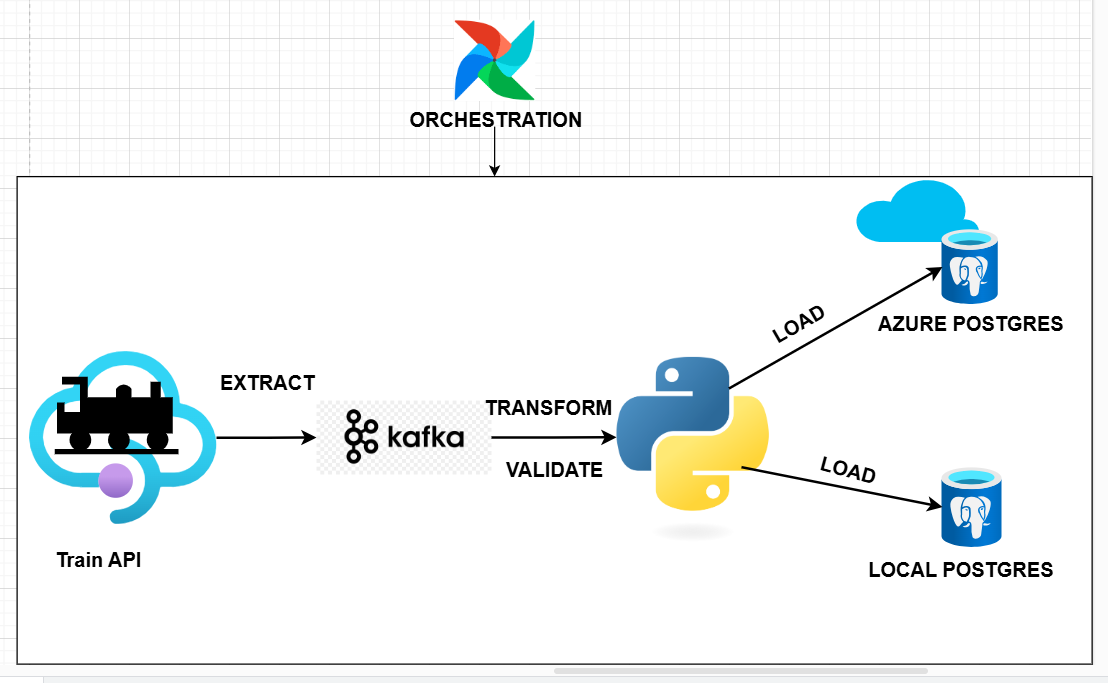 ORCHESTRATION
AZURE POSTGRES
LOAD
EXTRACT
TRANSFORM
kafka
VALIDATE
LOAD
Train API
LOCAL POSTGRES